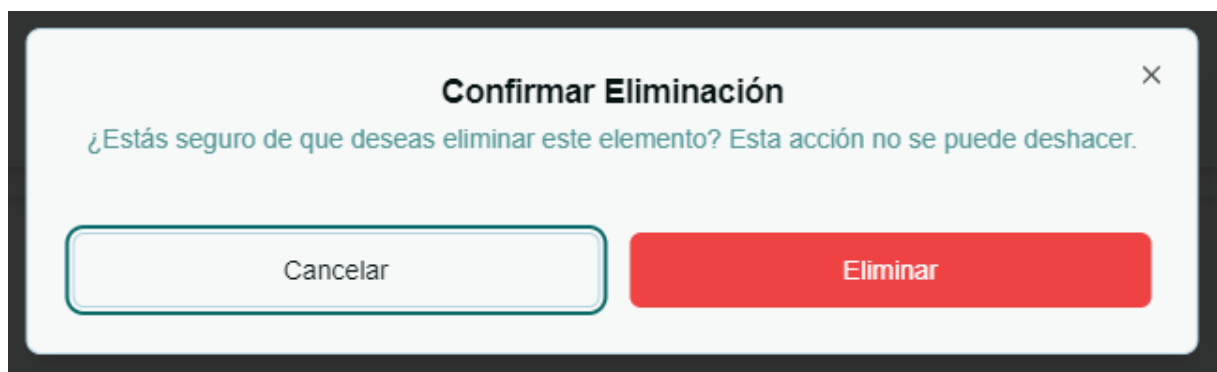 Confirmar Eliminación
¿Estás seguro de que deseas eliminar este elemento? Esta acción no se puede deshacer.
Cancelar
Eliminar